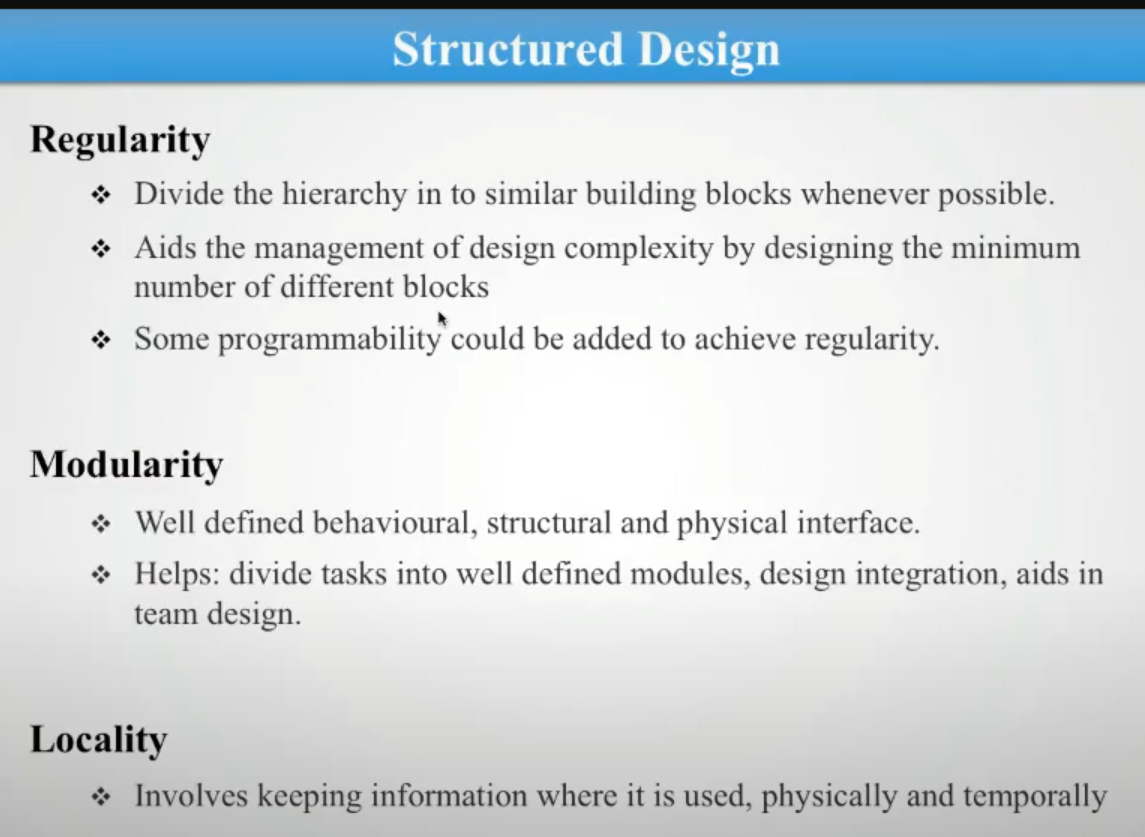 Structured Design
Regularity
❖ Divide the hierarchy in to similar building blocks whenever possible.
❖ Aids the management of design complexity by designing the minimum
number of different blocks
❖ Some programmability could be added to achieve regularity.
Modularity
❖ Well defined behavioural, structural and physical interface.
❖ Helps: divide tasks into well defined modules, design integration, aids in
team design.
Locality
❖ Involves keeping information where it is used, physically and temporally